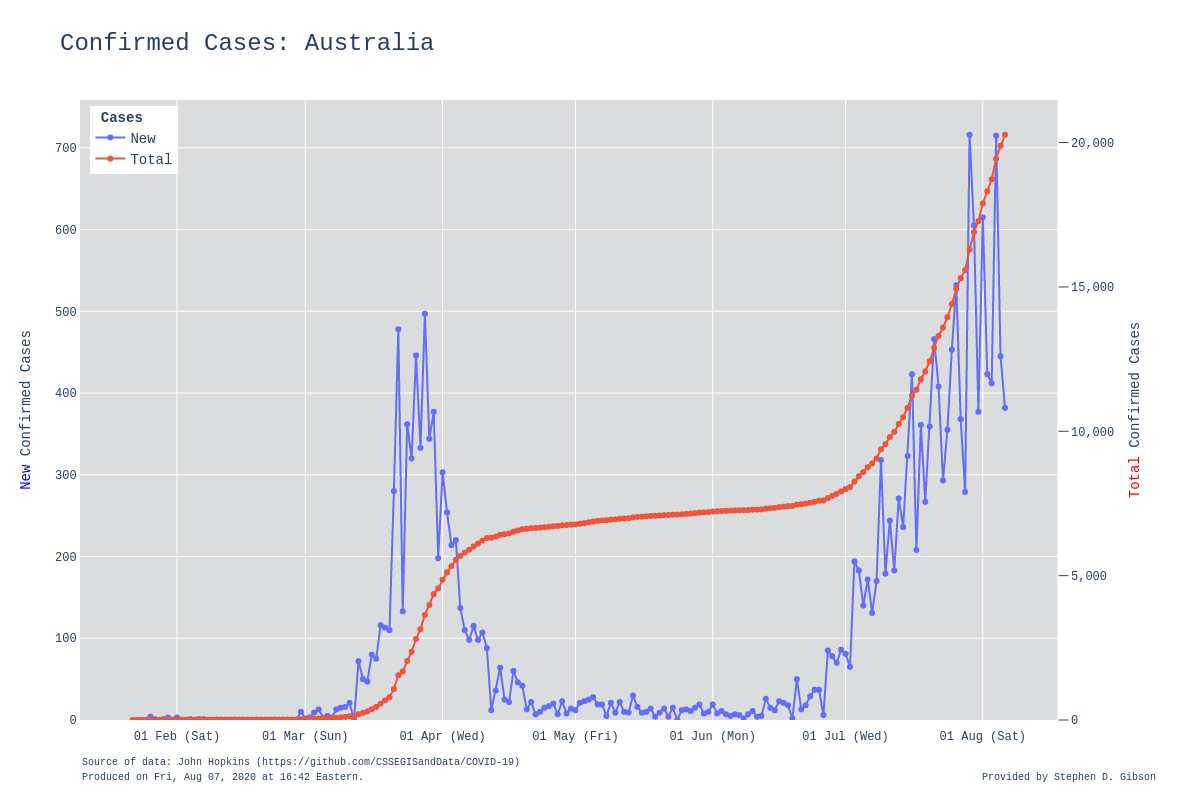 Confirmed Cases: Australia
Cases
New
Total
700
600
500
400
300
200
100
0
20,000
15,000
10,000
5,000
0
New Confirmed Cases
Total Confirmed Cases
01 Feb (Sat)
01 Mar (Sun)
01 Apr (Wed)
01 May (Fri)
01 Jun (Mon)
01 Jul (Wed)
01 Aug (Sat)
Source of data: John Hopkins (https://github.com/CSSEGISandData/COVID-19)
Produced on Fri, Aug 07, 2020 at 16:42 Eastern.
Provided by Stephen D. Gibson